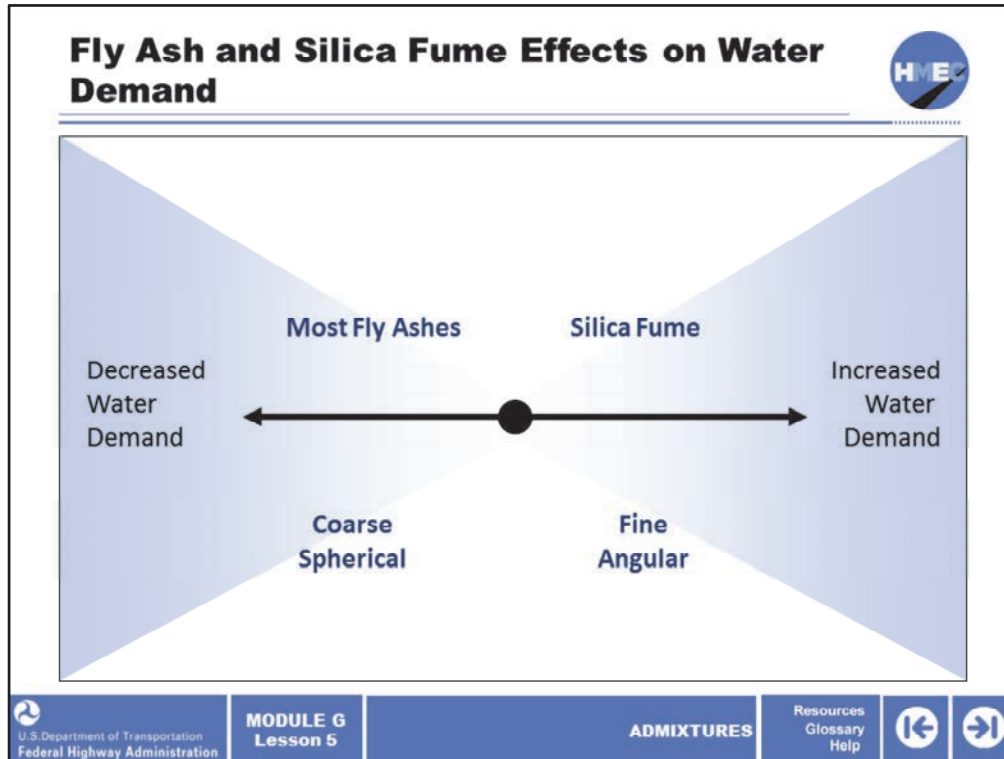 Fly Ash and Silica Fume Effects on Water
Demand
HMEC
Most Fly Ashes
Silica Fume
Decreased
Water
Demand
Increased
Water
Demand
Coarse
Spherical
Fine
Angular
U.S.Department of Transportation
Federal Highway Administration
MODULE G
Lesson 5
ADMIXTURES
Resources
Glossary
Help